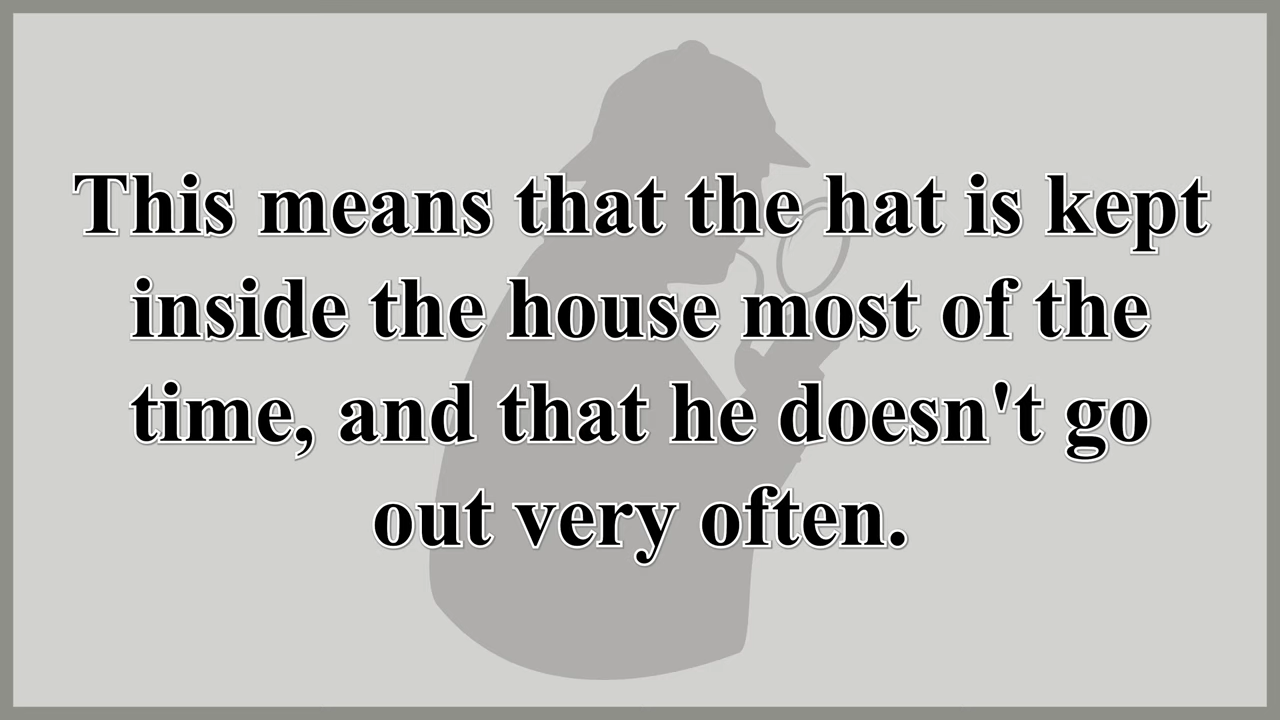 This means that the hat is kept
inside the house most of the
time, and that he doesn't go
out very often.